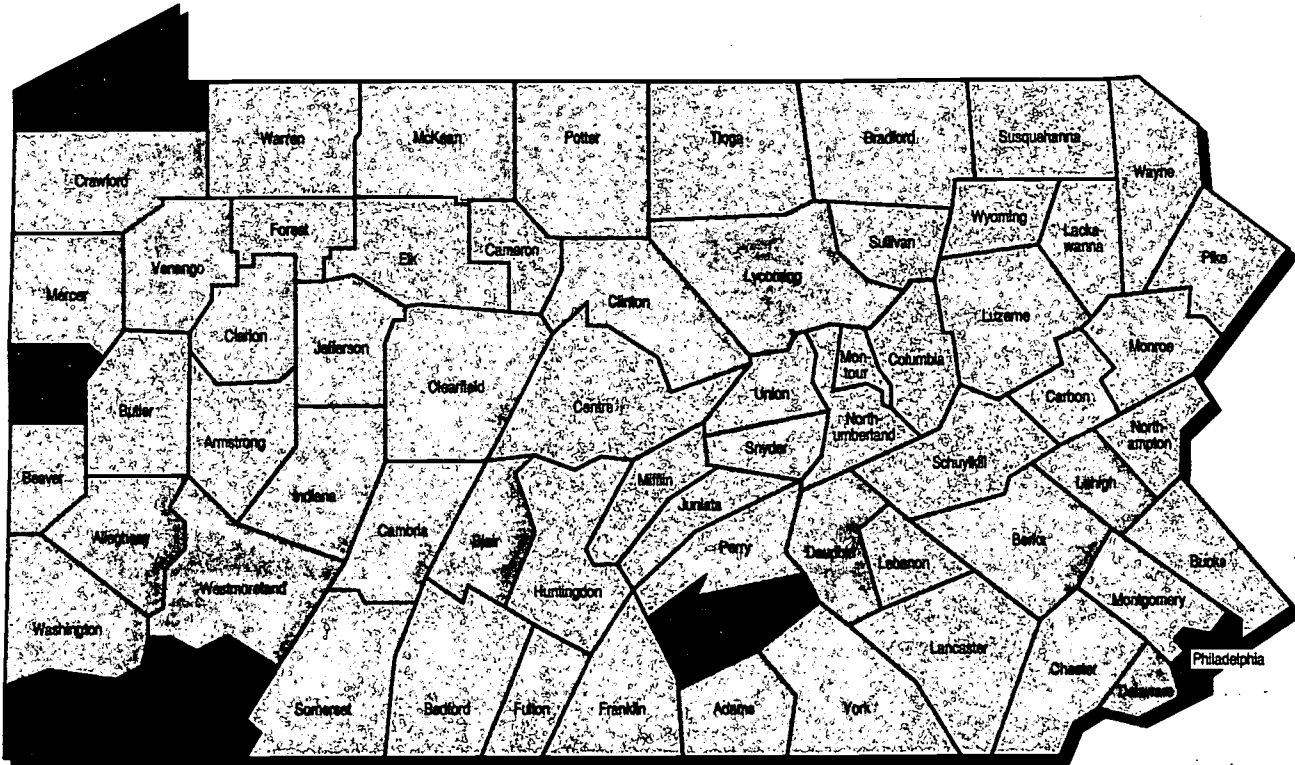 Warren
McKean
Potter
Tioga
Bradford
Susquehanna
Wayne
Crawford
Wyoming
Lacka-
wanna
Forest
Sullivan
Cameron
Elk
Pike
Venango
Lycoming
Mercer
Clinton
Luzerne
Clarion
Jefferson
Mon-
tour
Columbia
Monroe
Clearfield
Union
Carbon
Butler
Centre
North-
umberland
North-
ampton
Armstrong
Snyder
Schuylkill
Beaver
Indiana
Mifflin
Lehigh
Juniata
Cambria
Allegheny
Blair
Perry
Dauphin
Lebanon
Berks
Bucks
Westmoreland
Huntingdon
Montgomery
Washington
Lancaster
Philadelphia
Chester
Delaware
Somerset
Bedford
Fulton
Franklin
Adams
York